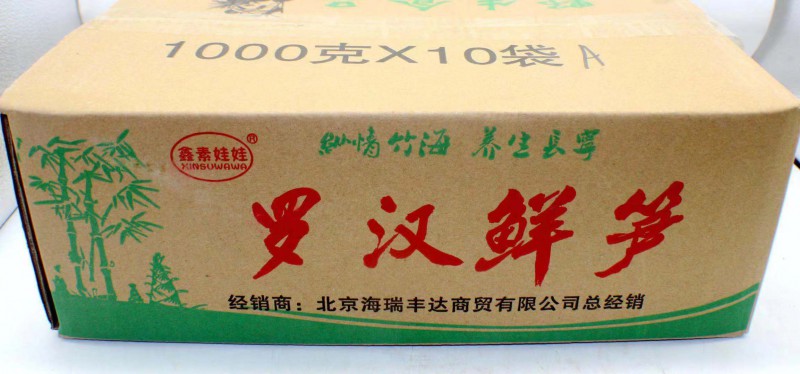 1000克X10袋 A
鑫素娃娃®
XINSUWAWA
纵情竹海 养生长宁
罗汉鲜笋
经销商：北京海瑞丰达商贸有限公司总经销